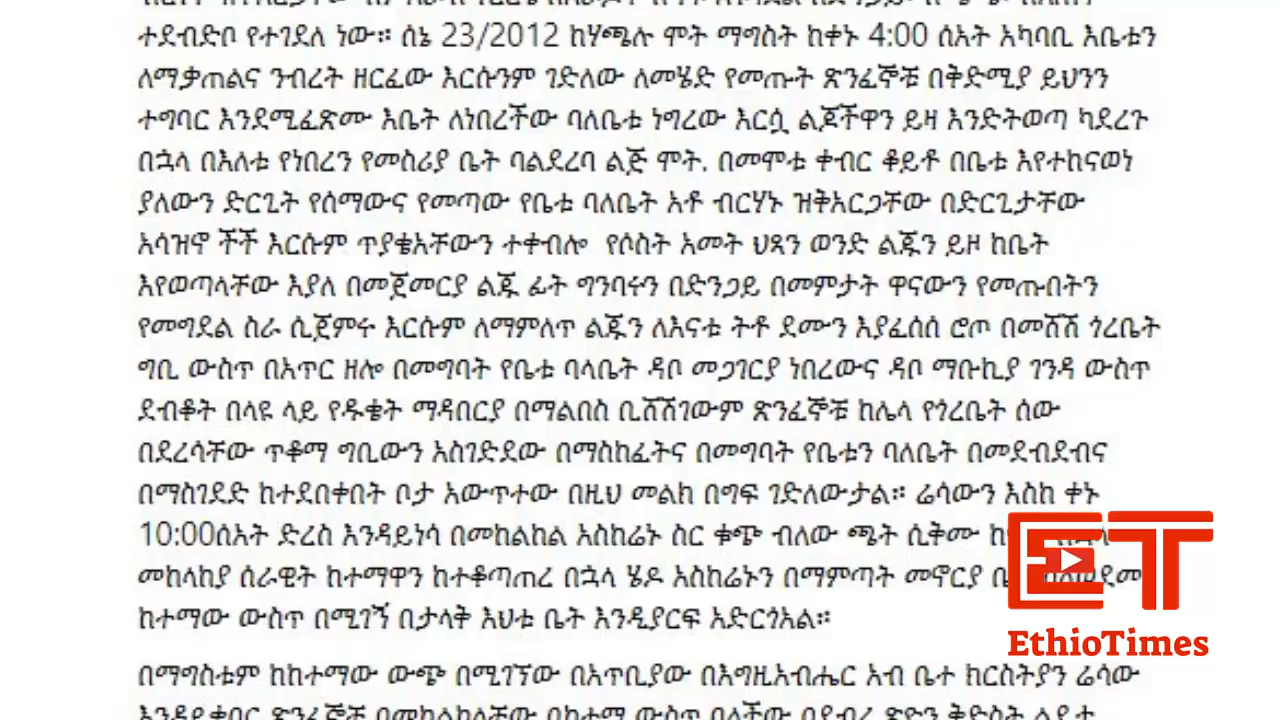 ተደብድቦ የተገደለ ነው። ሰኔ 23/2012 ከሃጫሉ ሞት ማግስት ከቀኑ 4:00 ሰአት አካባቢ እቤቱን
ለማቃጠልና ንብረት ዘርፈው እርሱንም ገድለው ለመሄድ የመጡት ጽንፈኞቹ በቅድሚያ ይህንን
ተግባር እንደሚፈጽሙ እቤት ለነበረችው ባለቤቱ ነግረው እርሷ ልጆችዋን ይዛ እንድትወጣ ካደረጉ
በኋላ በእለቱ የነበረን የመስሪያ ቤት ባልደረባ ልጅ ሞት, በመሞቱ ቀብር ቆይቶ በቤቱ እየተከናወነ
ያለውን ድርጊት የሰማውና የመጣው የቤቱ ባለቤት አቶ ብርሃኑ ዝቅአርጋቸው በድርጊታቸው
አሳዝኖ ችች እርሱም ጥያቄአቸውን ተቀብሎ የሶስት አመት ህጻን ወንድ ልጁን ይዞ ከቤት
እየወጣላቸው እያለ በመጀመርያ ልጁ ፊት ግንባሩን በድንጋይ በመምታት ዋናውን የመጡበትን
የመግደል ስራ ሲጀምሩ እርሱም ለማምለጥ ልጁን ለእናቱ ትቶ ደሙን እያፈሰሰ ሮጦ በመሸሽ ጎረቤት
ግቢ ውስጥ በአጥር ዘሎ በመግባት የቤቱ ባላቤት ዳቦ መጋገርያ ነበረውና ዳቦ ማቡኪያ ገንዳ ውስጥ
ደብቆት በላዩ ላይ የዱቄት ማዳበርያ በማልበስ ቢሸሽገውም ጽንፈኞቹ ከሌላ የጎረቤት ሰው
በደረሳቸው ጥቆማ ግቢውን አስገድደው በማስከፈትና በመግባት የቤቱን ባለቤት በመደብደብና
በማስገደድ ከተደበቀበት ቦታ አውጥተው በዚህ መልክ በግፍ ገድለውታል። ሬሳውን እስከ ቀኑ
10:00ሰአት ድረስ እንዳይነሳ በመከልከል አስከሬኑ ስር ቁጭ ብለው ጫት ሲቅሙ
መከላከያ ሰራዊት ከተማዋን ከተቆጣጠረ በኋላ ሄዶ አስከሬኑን በማምጣት መኖርያ
ከተማው ውስጥ በሚገኝ በታላቅ እህቱ ቤት እንዲያርፍ አድርጎአል።
በማግስቱም ከከተማው ውጭ በሚገኘው በአጥቢያው በእግዚአብሔር አብ ቤተ ክርስትያን ሬሳው
ET
EthioTimes